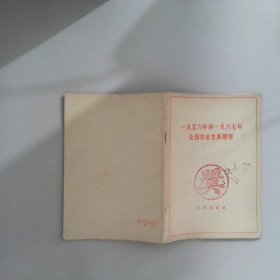 一九五六年到一九六七年
全国农业发展纲要
奖
人民出版社